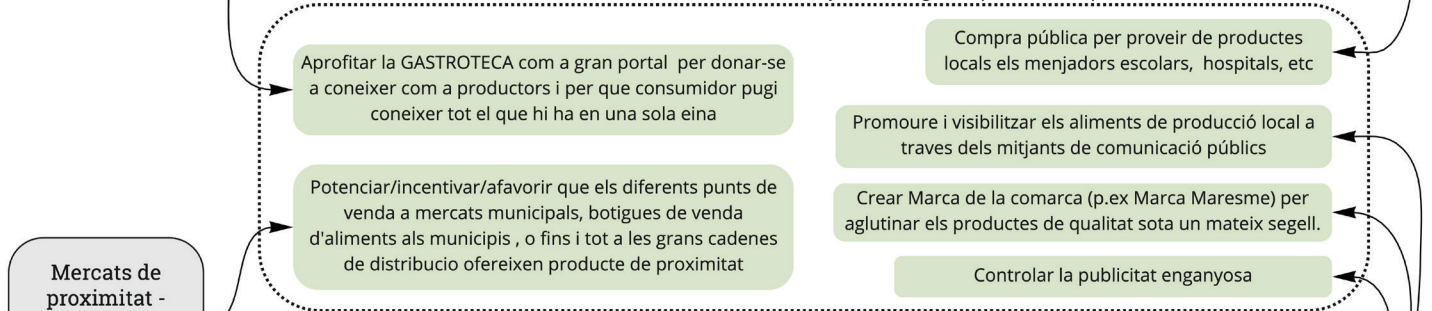 Aprofitar la GASTROTECA com a gran portal per donar-se
a coneixer com a productors i per que consumidor pugi
coneixer tot el que hi ha en una sola eina
Potenciar/incentivar/afavorir que els diferents punts de
venda a mercats municipals, botigues de venda
d'aliments als municipis , o fins i tot a les grans cadenes
de distribucio ofereixen producte de proximitat
Mercats de
proximitat -
Compra pública per proveir de productes
locals els menjadors escolars, hospitals, etc
Promoure i visibilitzar els aliments de producció local a
traves dels mitjants de comunicació públics
Crear Marca de la comarca (p.ex Marca Maresme) per
aglutinar els productes de qualitat sota un mateix segell.
Controlar la publicitat enganyosa